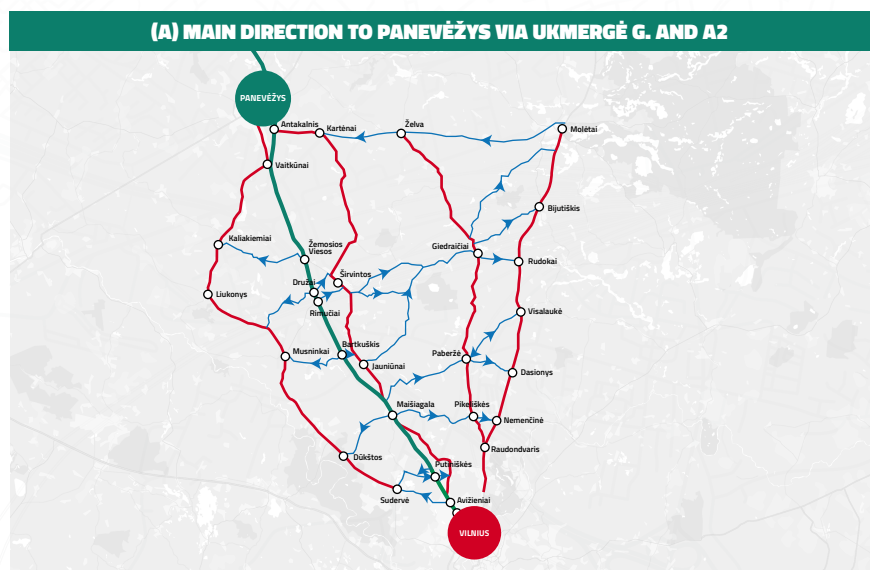 (A) MAIN DIRECTION TO PANEVĖŽYS VIA UKMERGĖ G. AND A2
PANEVĖŽYS
Antakalnis
Kartėnai
Želva
Molėtai
Vaitkūnai
Bijutiškis
Kaliakiemiai
Žemosios
Viesos
Giedraičiai
Rudokai
Širvintos
Družai
Liukonys
Rimučiai
Visalaukė
Musninkai
Bartkuškis
Jauniūnai
Paberžė
Dasionys
Maišiagala
Pikeliškės
Nemenčinė
Raudondvaris
Dūkštos
Putiniškės
Sudervė
Avižieniai
VILNIUS